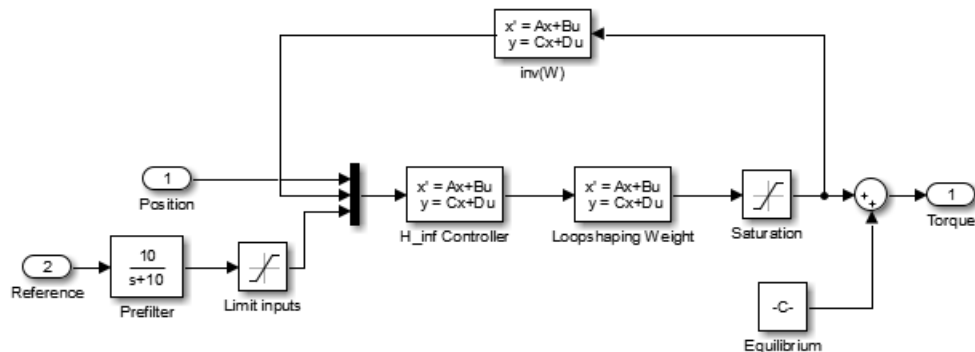 x' = Ax+Bu
y = Cx+Du
inv(W)
1
Position
x' = Ax+Bu
y = Cx+Du
H_inf Controller
x' = Ax+Bu
y = Cx+Du
Loopshaping Weight
Saturation
+
+
1
Torque
2
Reference
10
s+10
Prefilter
Limit inputs
-C-
Equilibrium